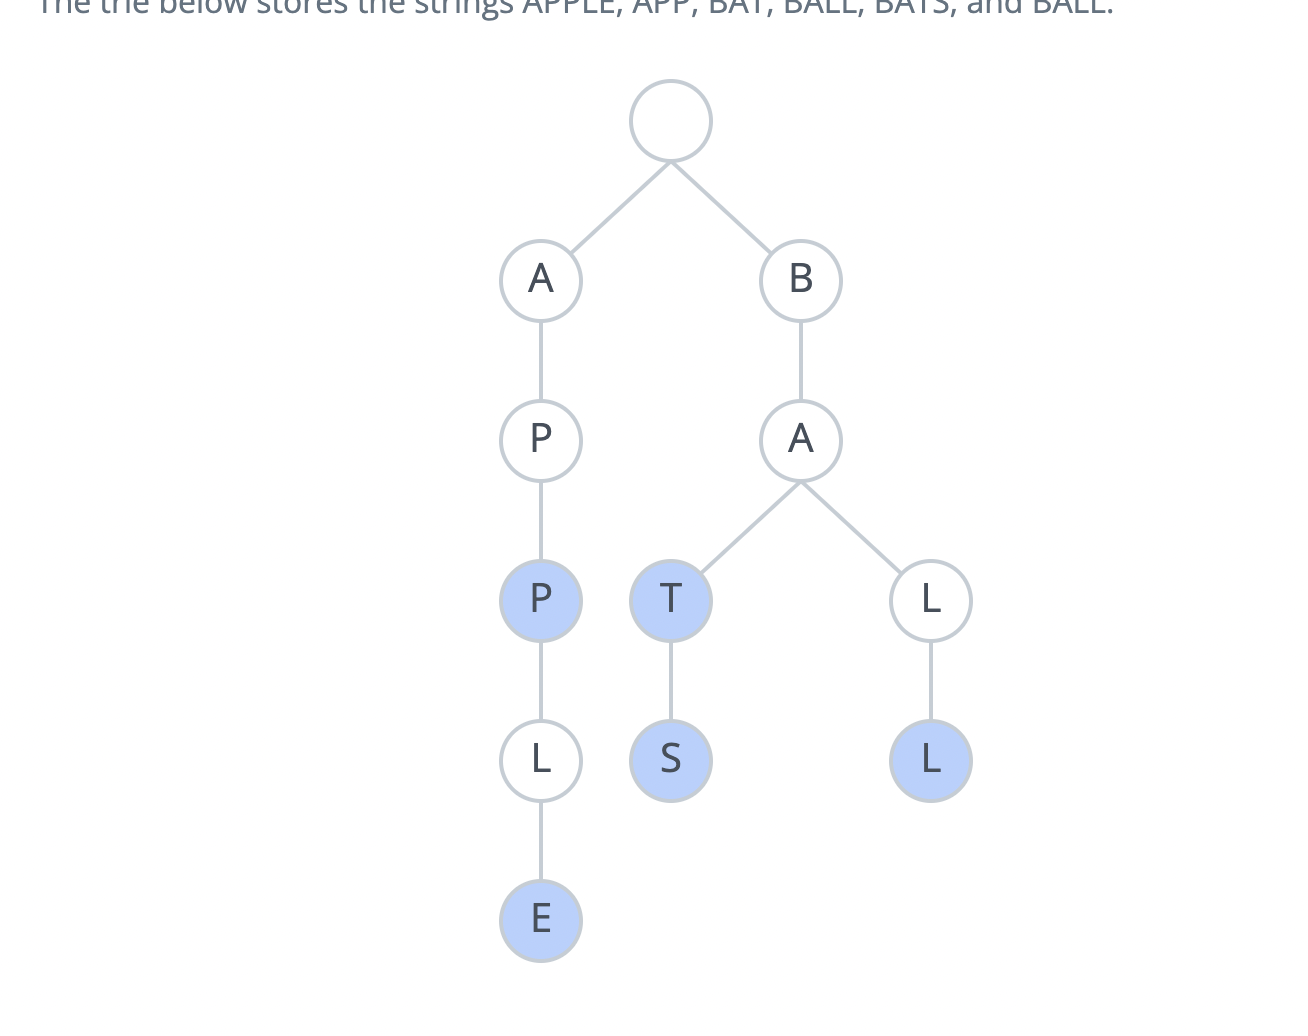 The trie below stores the strings APPLE, APP, BAT, BALL, BATS, and BALL.
A B
P A
P T L
L S L
E